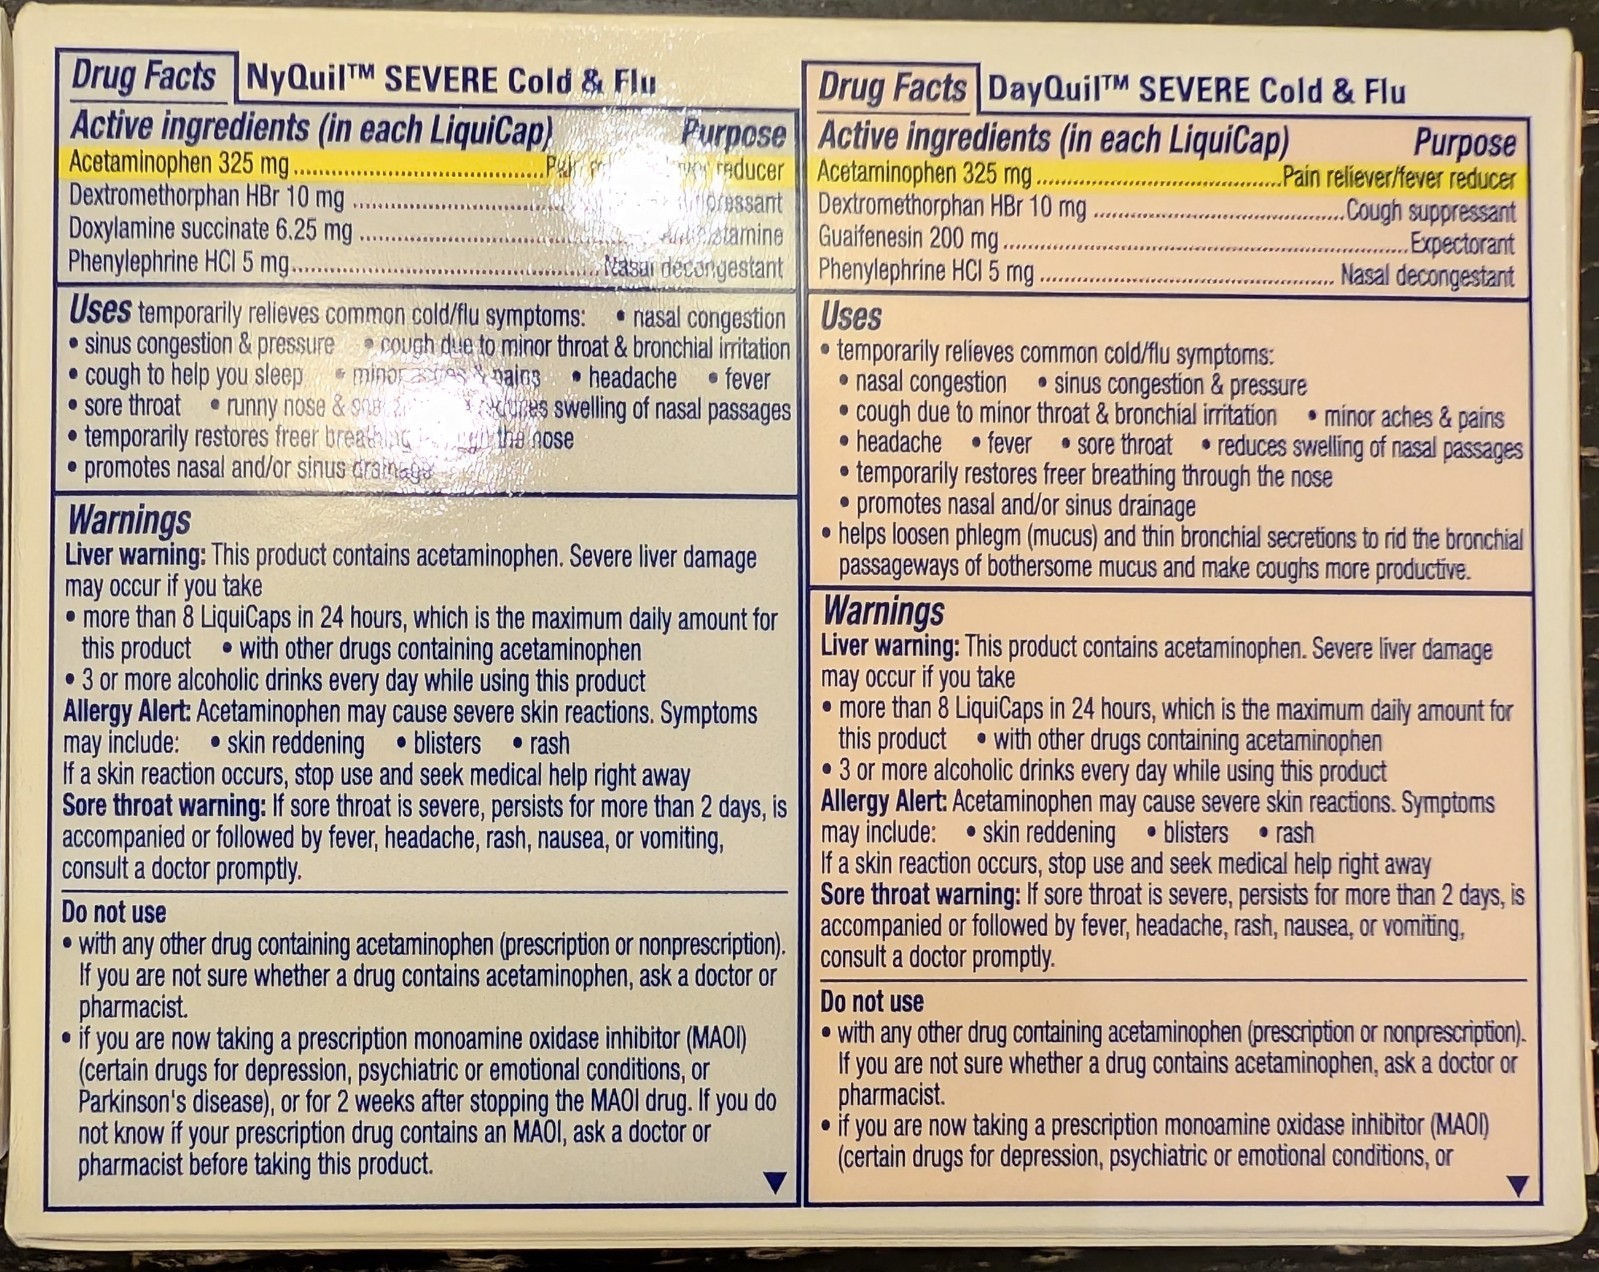 Drug Facts NyQuil™ SEVERE Cold & Flu
Active ingredients (in each LiquiCap) Purpose
Acetaminophen 325 mg ........ reducer
Dextromethorphan HBr 10 mg ........
Doxylamine succinate 6.25 mg ........
Phenylephrine HCl 5 mg........ Nasal decongestant
Uses temporarily relieves common cold/flu symptoms: • nasal congestion
• sinus congestion & pressure • cough due to minor throat & bronchial irritation
• cough to help you sleep • minor & pains • headache • fever
• sore throat • runny nose & swelling of nasal passages
• temporarily restores freer breathing the nose
• promotes nasal and/or sinus drainage
Warnings
Liver warning: This product contains acetaminophen. Severe liver damage
may occur if you take
• more than 8 LiquiCaps in 24 hours, which is the maximum daily amount for
this product • with other drugs containing acetaminophen
• 3 or more alcoholic drinks every day while using this product
Allergy Alert: Acetaminophen may cause severe skin reactions. Symptoms
may include: • skin reddening • blisters • rash
If a skin reaction occurs, stop use and seek medical help right away
Sore throat warning: If sore throat is severe, persists for more than 2 days, is
accompanied or followed by fever, headache, rash, nausea, or vomiting,
consult a doctor promptly.
Do not use
• with any other drug containing acetaminophen (prescription or nonprescription).
If you are not sure whether a drug contains acetaminophen, ask a doctor or
pharmacist.
• if you are now taking a prescription monoamine oxidase inhibitor (MAOI)
(certain drugs for depression, psychiatric or emotional conditions, or
Parkinson's disease), or for 2 weeks after stopping the MAOI drug. If you do
not know if your prescription drug contains an MAOI, ask a doctor or
pharmacist before taking this product.
Drug Facts DayQuil™ SEVERE Cold & Flu
Active ingredients (in each LiquiCap) Purpose
Acetaminophen 325 mg ........Pain reliever/fever reducer
Dextromethorphan HBr 10 mg ........Cough suppressant
Guaifenesin 200 mg ........Expectorant
Phenylephrine HCl 5 mg ........ Nasal decongestant
Uses
• temporarily relieves common cold/flu symptoms:
• nasal congestion • sinus congestion & pressure
• cough due to minor throat & bronchial irritation • minor aches & pains
• headache • fever • sore throat • reduces swelling of nasal passages
• temporarily restores freer breathing through the nose
• promotes nasal and/or sinus drainage
• helps loosen phlegm (mucus) and thin bronchial secretions to rid the bronchial
passageways of bothersome mucus and make coughs more productive.
Warnings
Liver warning: This product contains acetaminophen. Severe liver damage
may occur if you take
• more than 8 LiquiCaps in 24 hours, which is the maximum daily amount for
this product • with other drugs containing acetaminophen
• 3 or more alcoholic drinks every day while using this product
Allergy Alert: Acetaminophen may cause severe skin reactions. Symptoms
may include: • skin reddening • blisters • rash
If a skin reaction occurs, stop use and seek medical help right away
Sore throat warning: If sore throat is severe, persists for more than 2 days, is
accompanied or followed by fever, headache, rash, nausea, or vomiting,
consult a doctor promptly.
Do not use
• with any other drug containing acetaminophen (prescription or nonprescription).
If you are not sure whether a drug contains acetaminophen, ask a doctor or
pharmacist.
• if you are now taking a prescription monoamine oxidase inhibitor (MAOI)
(certain drugs for depression, psychiatric or emotional conditions, or